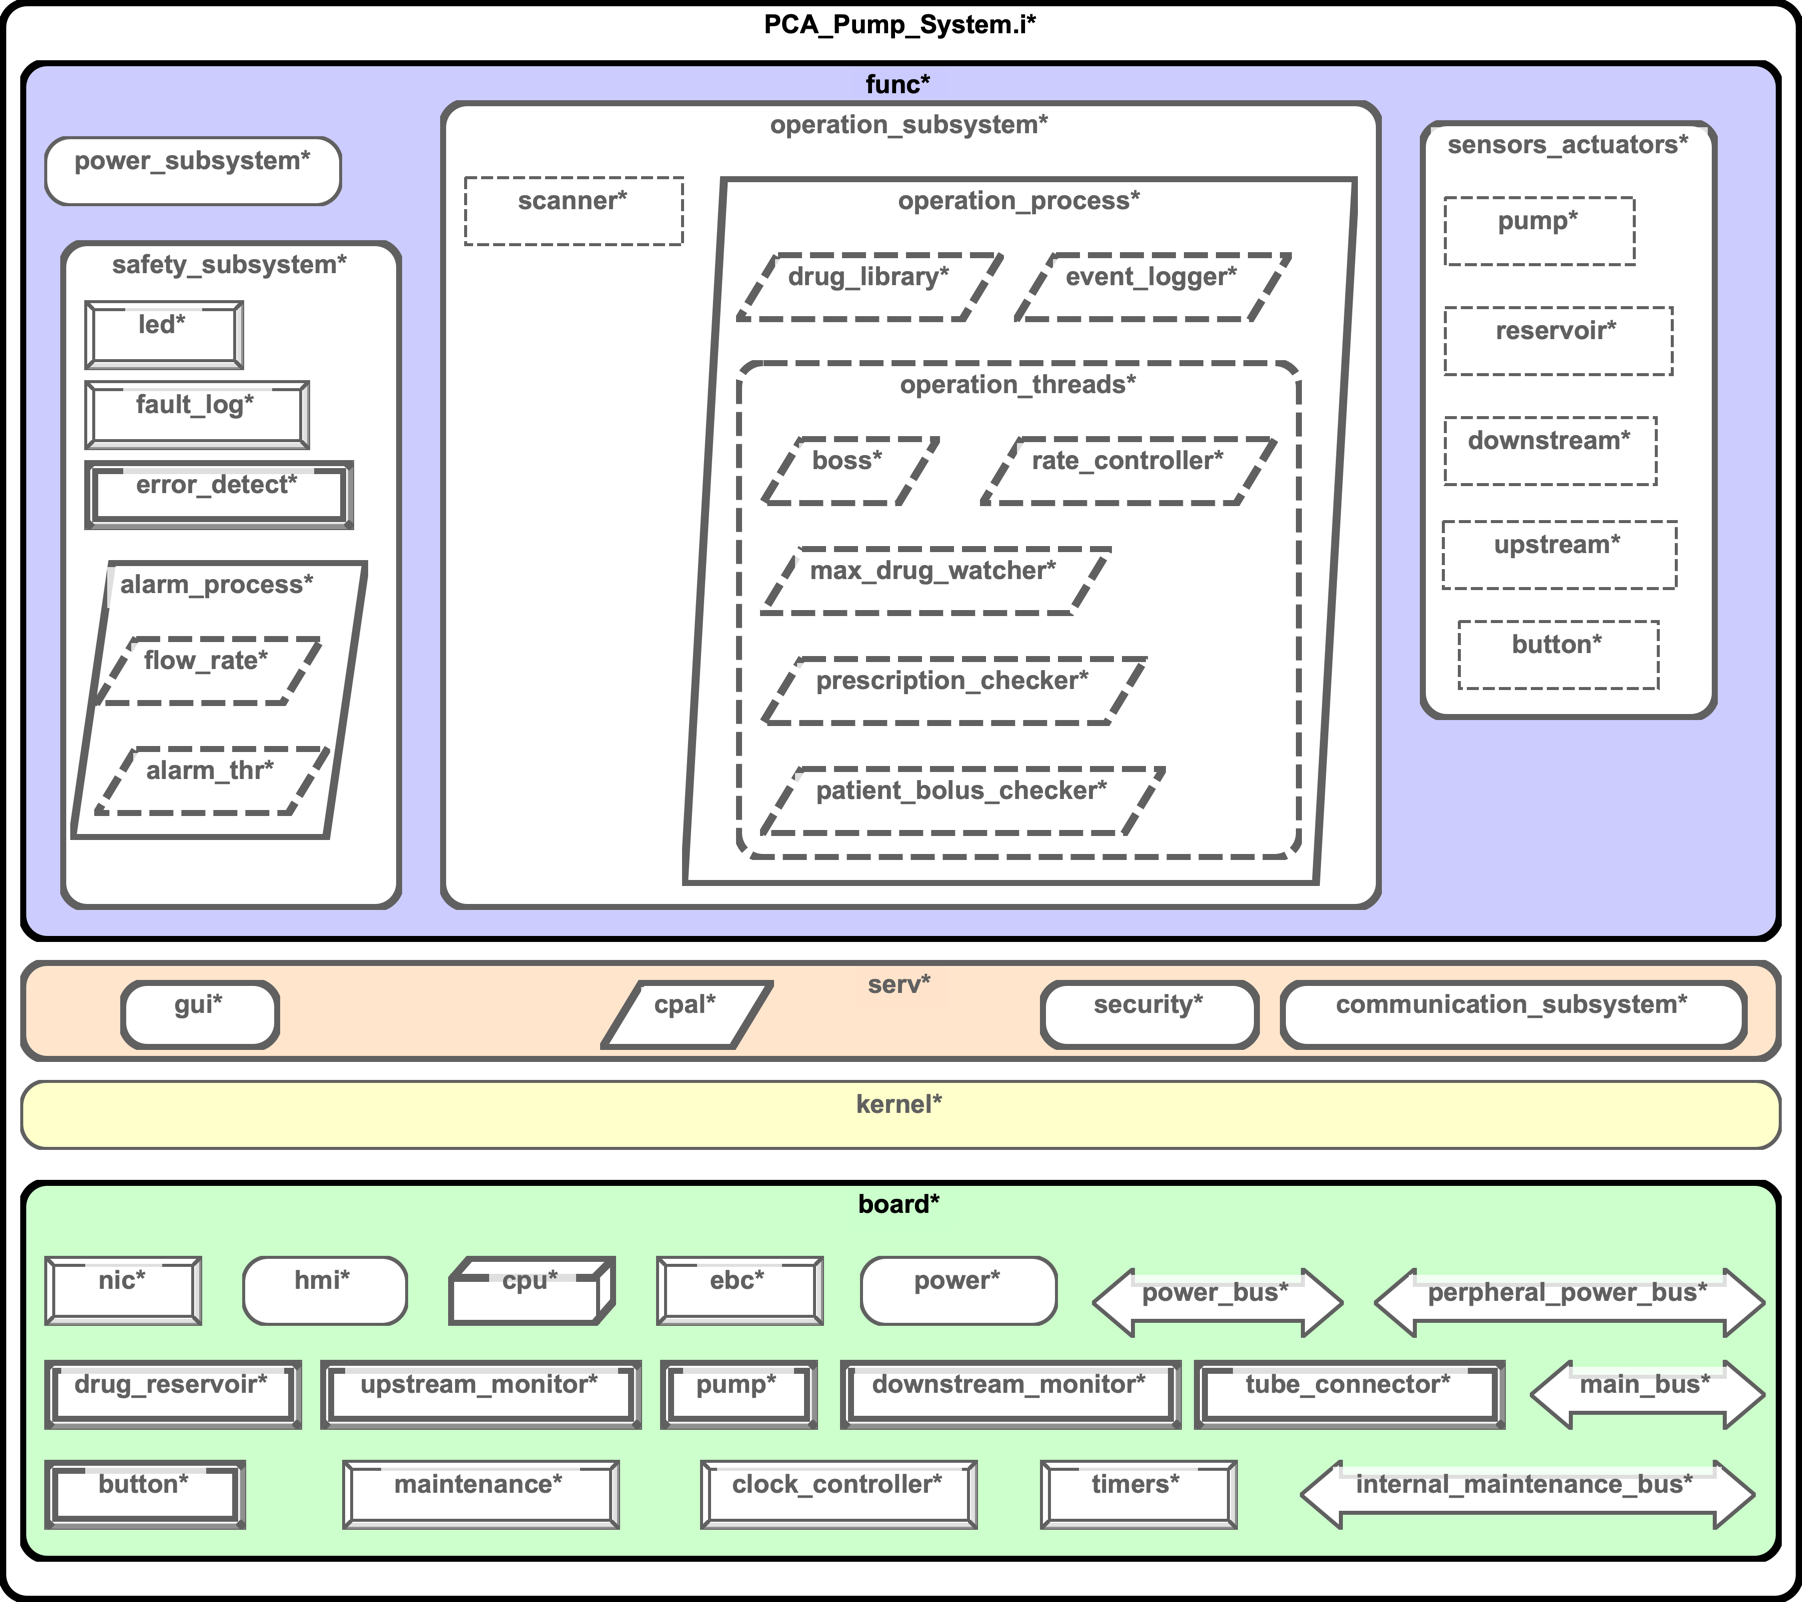 PCA_Pump_System.i*
func*
power_subsystem*
safety_subsystem*
led*
fault_log*
error_detect*
alarm_process*
flow_rate*
alarm_thr*
operation_subsystem*
scanner*
operation_process*
drug_library*
event_logger*
operation_threads*
boss*
rate_controller*
max_drug_watcher*
prescription_checker*
patient_bolus_checker*
sensors_actuators*
pump*
reservoir*
downstream*
upstream*
button*
serv*
gui*
cpal*
security*
communication_subsystem*
kernel*
board*
nic*
hmi*
cpu*
ebc*
power*
power_bus*
perpheral_power_bus*
drug_reservoir*
upstream_monitor*
pump*
downstream_monitor*
tube_connector*
main_bus*
button*
maintenance*
clock_controller*
timers*
internal_maintenance_bus*